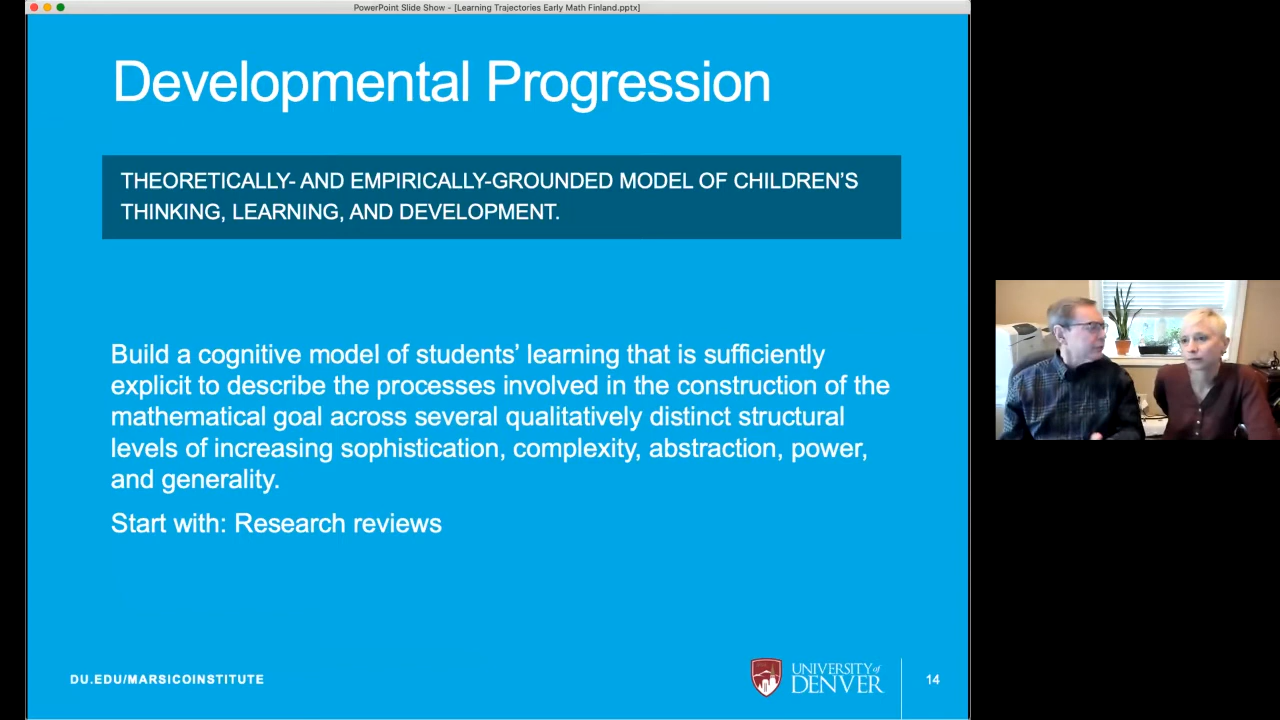 PowerPoint Slide Show - [Learning Trajectories Early Math Finland.pptx]
Developmental Progression
THEORETICALLY- AND EMPIRICALLY-GROUNDED MODEL OF CHILDREN’S
THINKING, LEARNING, AND DEVELOPMENT.
Build a cognitive model of students’ learning that is sufficiently
explicit to describe the processes involved in the construction of the
mathematical goal across several qualitatively distinct structural
levels of increasing sophistication, complexity, abstraction, power,
and generality.
Start with: Research reviews
DU.EDU/MARSICOINSTITUTE
UNIVERSITY of
DENVER
14